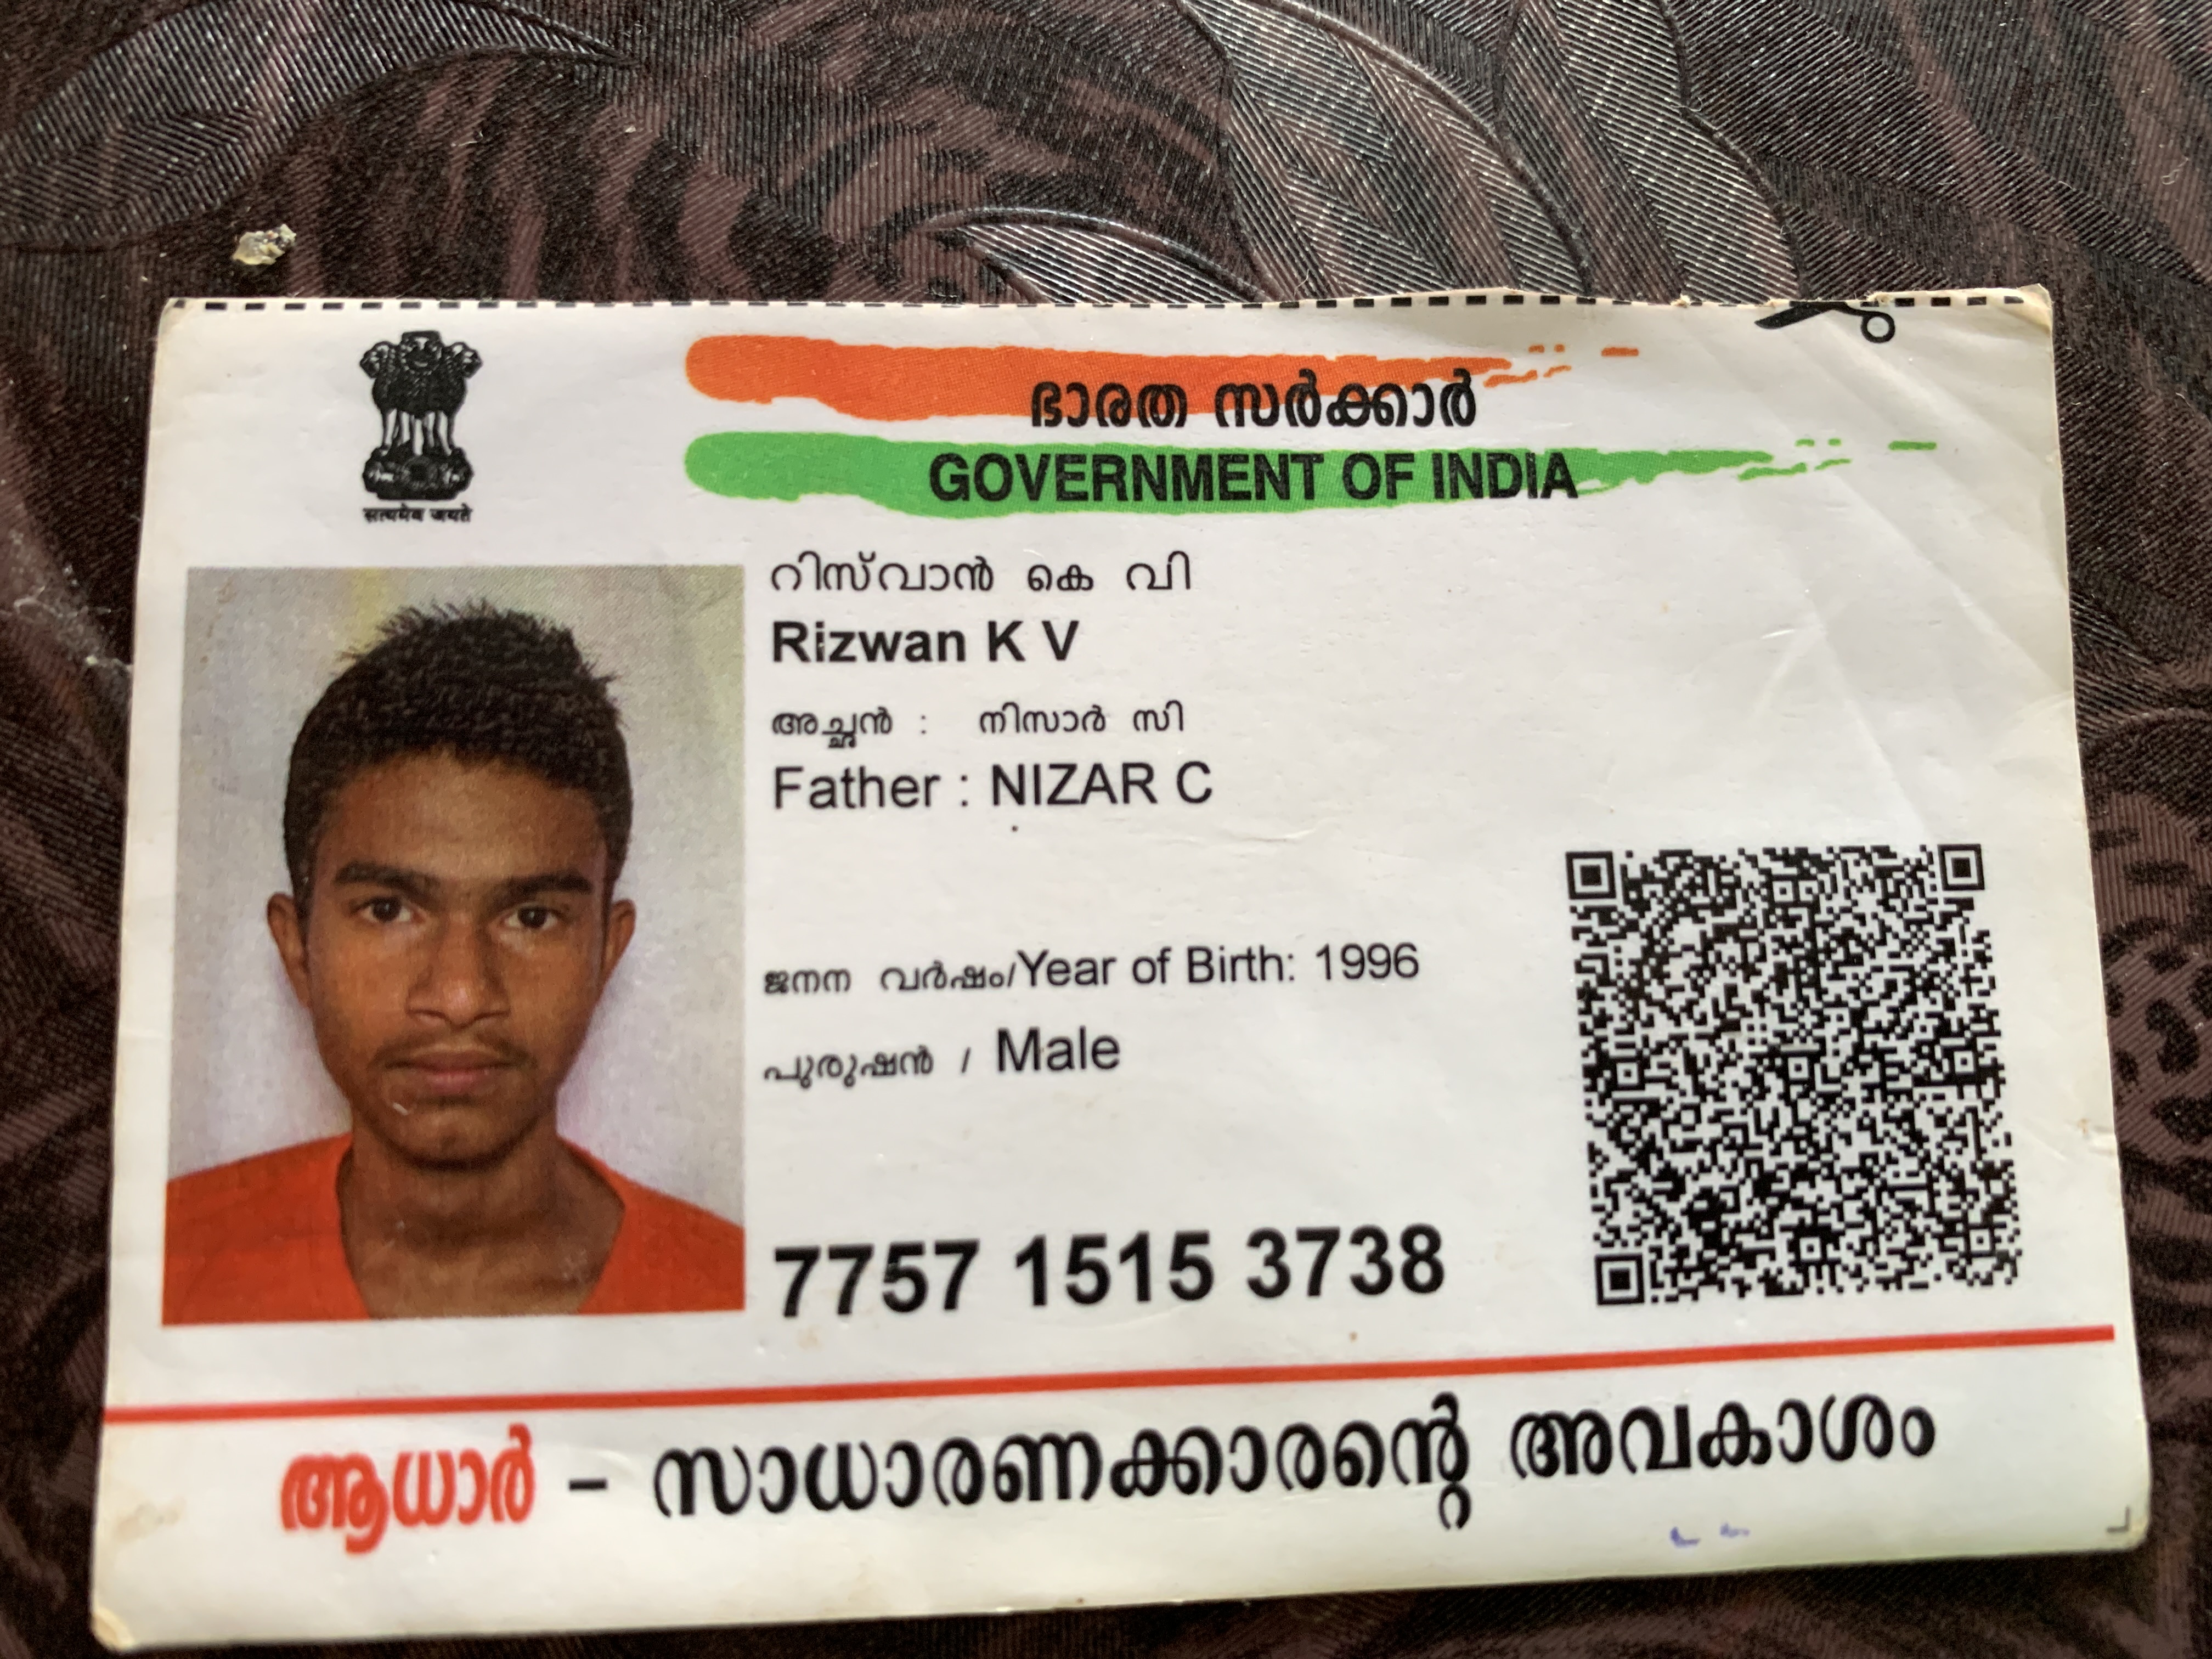 ഭാരത സർക്കാർ
GOVERNMENT OF INDIA
सत्यमेव जयते
റിസ്‌വാൻ കെ വി
Rizwan K V
അച്ഛൻ : നിസാർ സി
Father : NIZAR C
ജനന വർഷം/Year of Birth: 1996
പുരുഷൻ / Male
7757 1515 3738
ആധാർ - സാധാരണക്കാരന്റെ അവകാശം